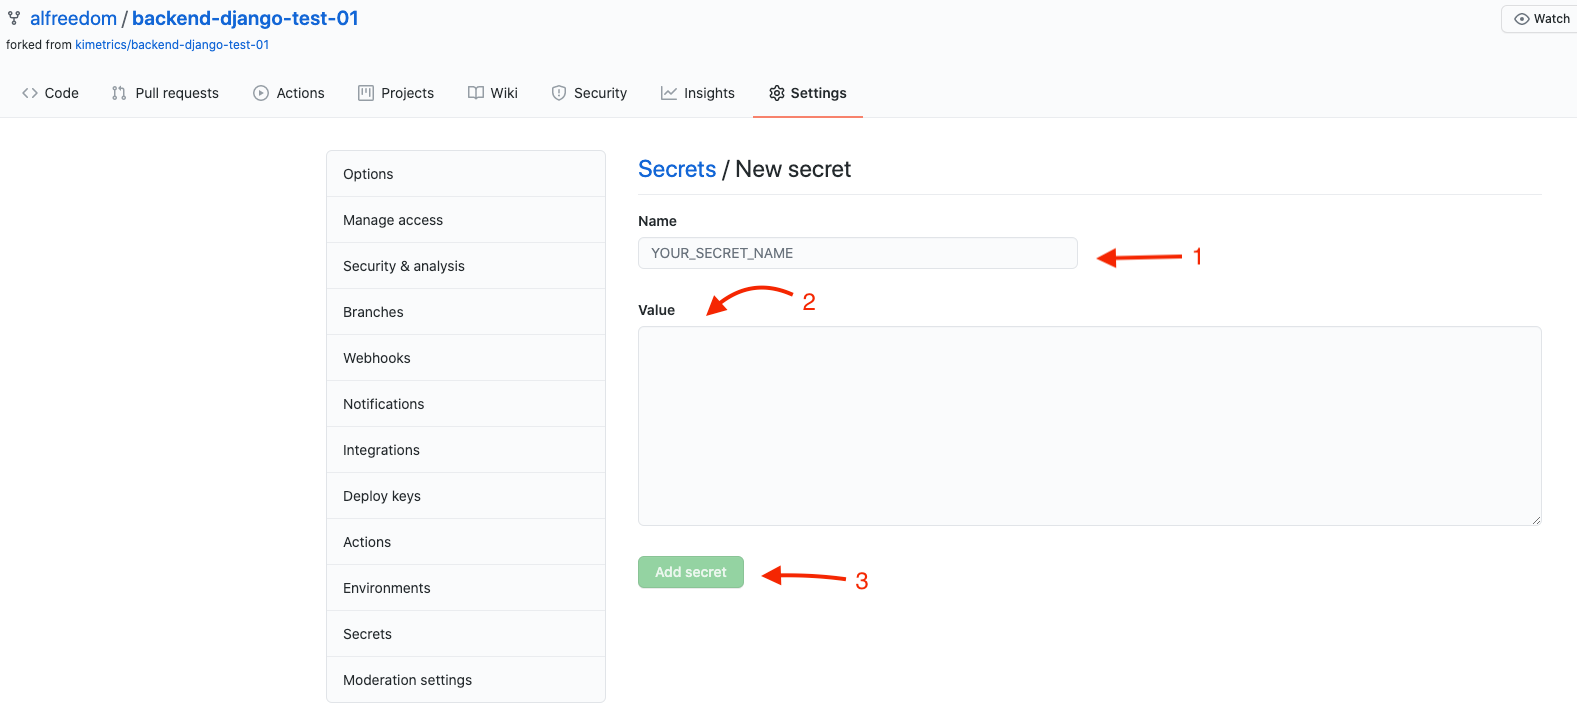 alfreedom / backend-django-test-01
Watch
forked from kimetrics/backend-django-test-01
Code Pull requests Actions Projects Wiki Security Insights Settings
Options
Manage access
Security & analysis
Branches
Webhooks
Notifications
Integrations
Deploy keys
Actions
Environments
Secrets
Moderation settings
Secrets / New secret
Name
YOUR_SECRET_NAME
1
Value
2
Add secret
3